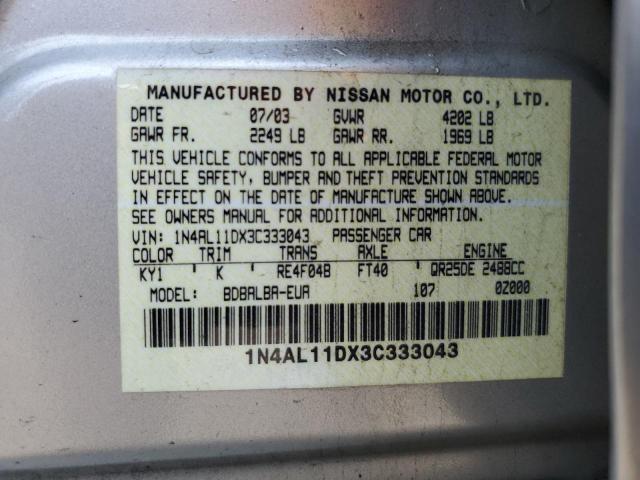 MANUFACTURED BY NISSAN MOTOR CO., LTD.
DATE 07/03 GVWR 4202 LB
GAWR FR. 2249 LB GAWR RR. 1969 LB
THIS VEHICLE CONFORMS TO ALL APPLICABLE FEDERAL MOTOR
VEHICLE SAFETY, BUMPER AND THEFT PREVENTION STANDARDS
IN EFFECT ON THE DATE OF MANUFACTURE SHOWN ABOVE.
SEE OWNERS MANUAL FOR ADDITIONAL INFORMATION.
VIN: 1N4AL11DX3C333043 PASSENGER CAR
COLOR TRIM TRANS AXLE ENGINE
KY1 K RE4F04B FT40 QR25DE 2488CC
MODEL: BDBALBA-EUA 107 0Z000
1N4AL11DX3C333043